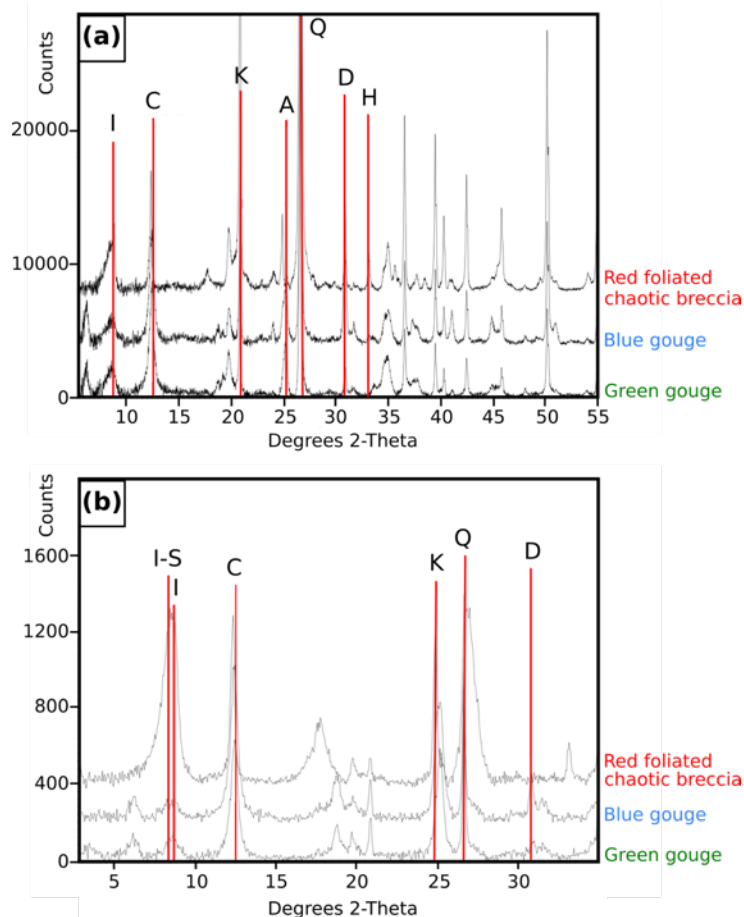 (a)
Counts
I
C
K
A
Q
D
H
20000
10000
0
10
15
20
25
30
35
40
45
50
55
Degrees 2-Theta
Red foliated
chaotic breccia
Blue gouge
Green gouge
(b)
Counts
I-S
I
C
K
Q
D
1600
1200
800
400
0
5
10
15
20
25
30
Degrees 2-Theta
Red foliated
chaotic breccia
Blue gouge
Green gouge